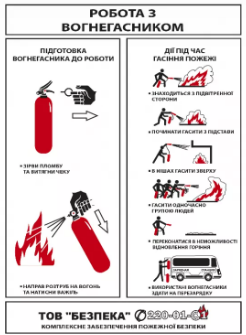 РОБОТА З
ВОГНЕГАСНИКОМ
ПІДГОТОВКА
ВОГНЕГАСНИКА ДО РОБОТИ
• ЗІРВИ ПЛОМБУ
ТА ВИТЯГНИ ЧЕКУ
• НАПРАВ РОЗТРУБ НА ВОГОНЬ
ТА НАТИСНИ ВАЖІЛЬ
ДІЇ ПІД ЧАС
ГАСІННЯ ПОЖЕЖІ
• ЗНАХОДИТЬСЯ З ПІДВІТРЕНОЇ
СТОРОНИ
• ПОЧИНАТИ ГАСИТИ З ПІДСТАВИ
• В НІШАХ ГАСИТИ ЗВЕРХУ
• ГАСИТИ ОДНОЧАСНО
ГРУПОЮ ЛЮДЕЙ
• ПЕРЕКОНАТИСЯ В НЕМОЖЛИВОСТІ
ВІДНОВЛЕННЯ ГОРІННЯ
• ВИКОРИСТАНІ ВОГНЕГАСНИКИ
ЗДАТИ НА ПЕРЕЗАРЯДКУ
ТОВ "БЕЗПЕКА" 220-01-
КОМПЛЕКСНЕ ЗАБЕЗПЕЧЕННЯ ПОЖЕЖНОЇ БЕЗПЕКИ